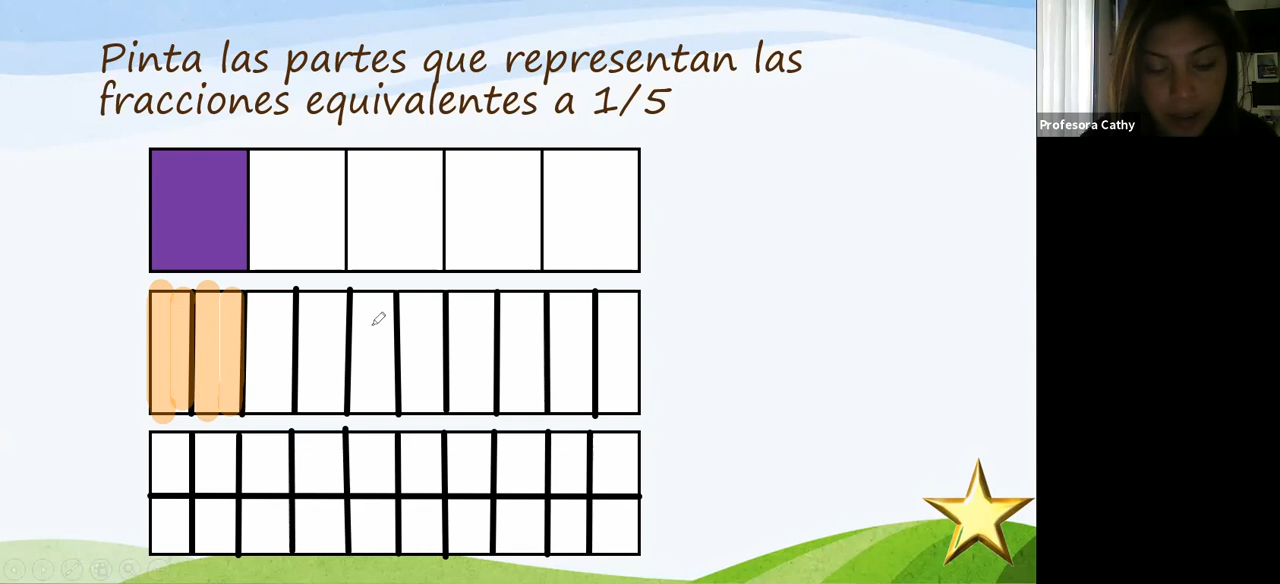 Pinta las partes que representan las
fracciones equivalentes a 1/5
Profesora Cathy